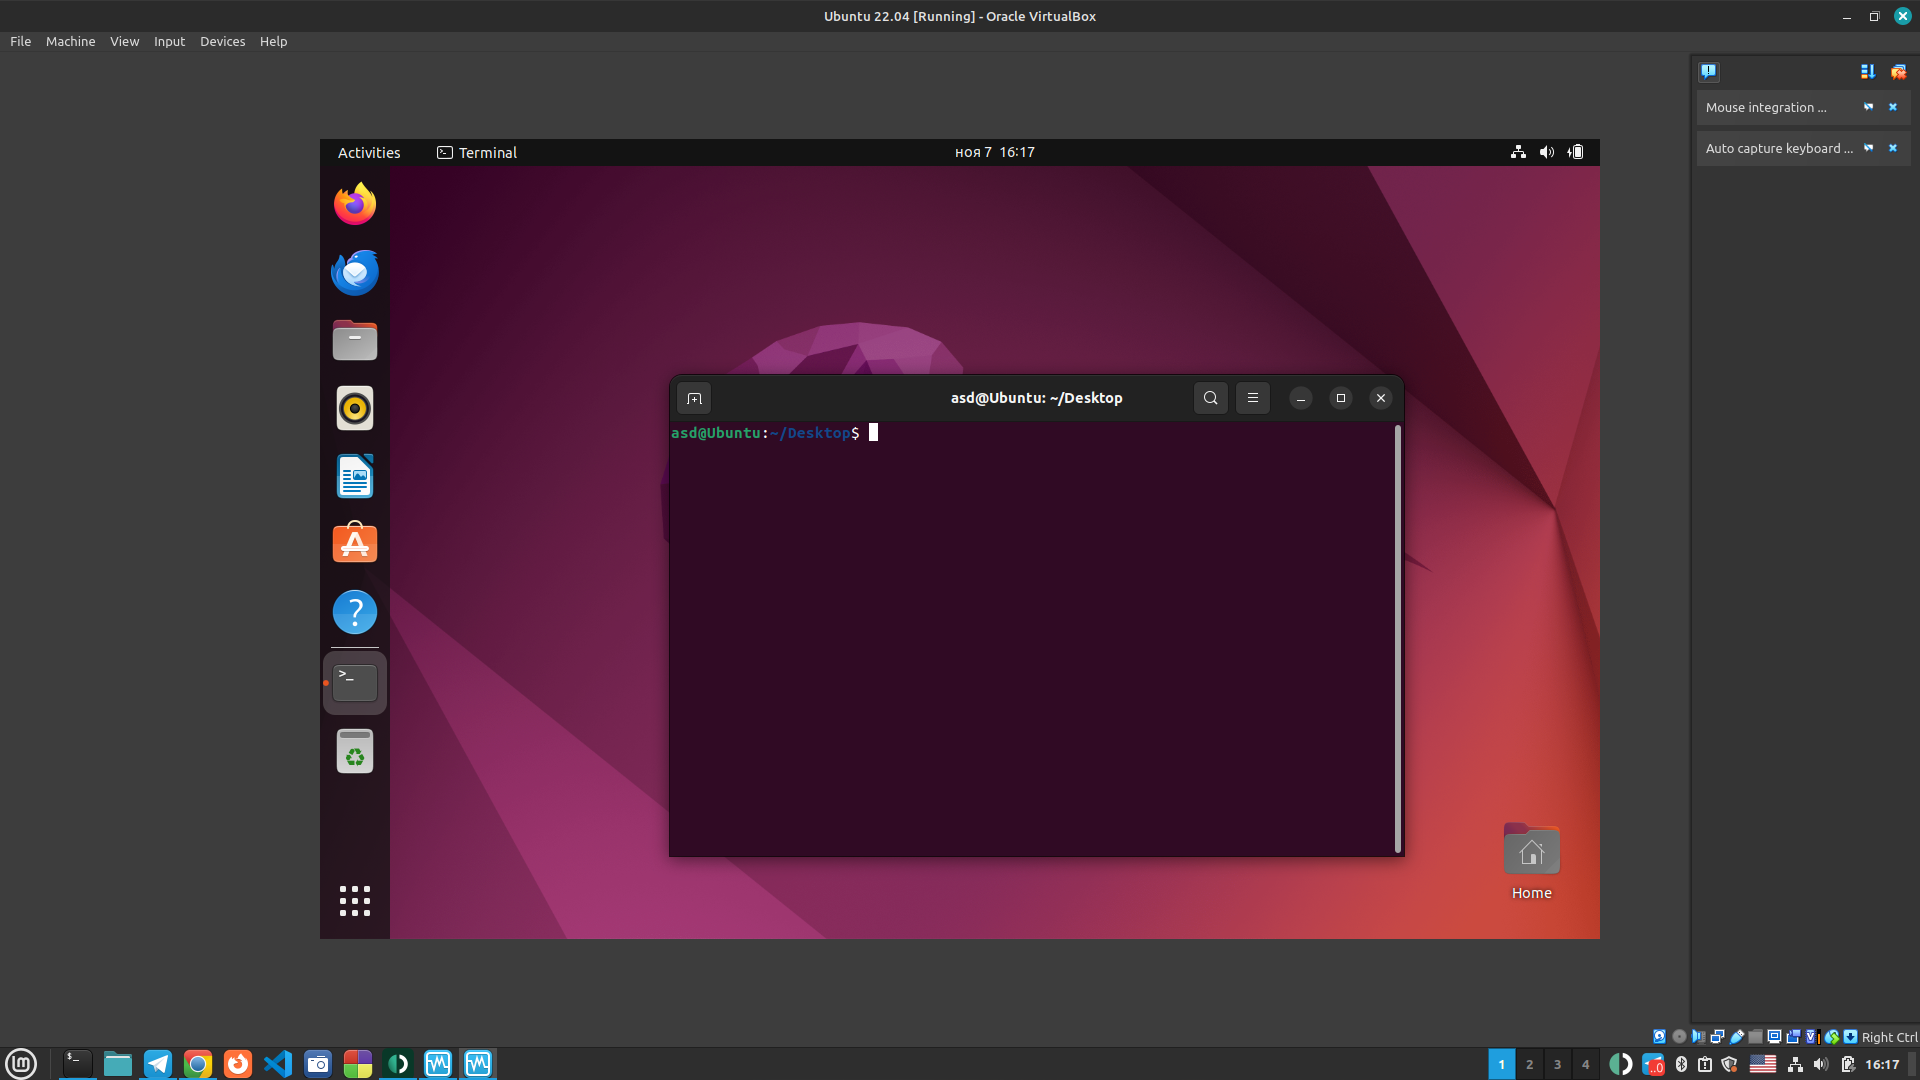 Ubuntu 22.04 [Running] - Oracle VirtualBox
File Machine View Input Devices Help
Mouse integration ...
Auto capture keyboard ...
Activities Terminal ноя 7 16:17
asd@Ubuntu: ~/Desktop
asd@Ubuntu:~/Desktop$
Home
Right Ctrl
1 2 3 4 16:17